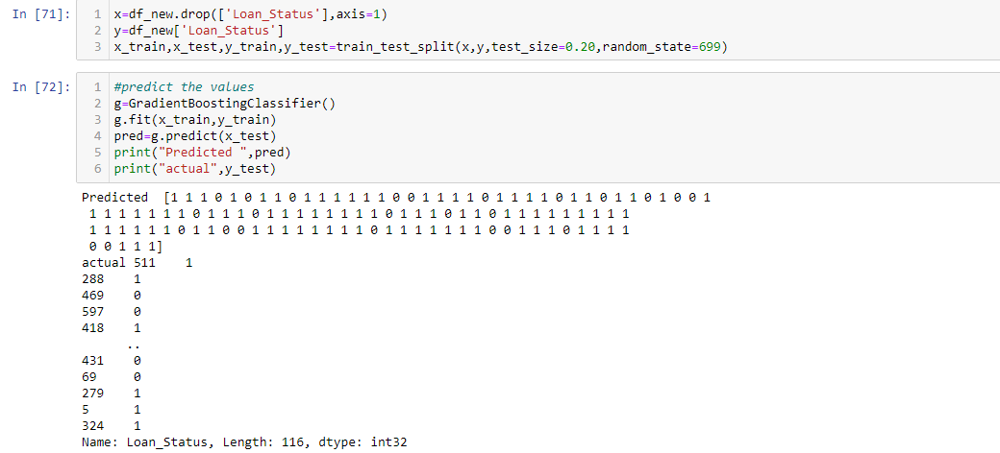 In [71]:
1 x=df_new.drop(['Loan_Status'],axis=1)
2 y=df_new['Loan_Status']
3 x_train,x_test,y_train,y_test=train_test_split(x,y,test_size=0.20,random_state=699)
In [72]:
1 #predict the values
2 g=GradientBoostingClassifier()
3 g.fit(x_train,y_train)
4 pred=g.predict(x_test)
5 print("Predicted ",pred)
6 print("actual",y_test)
Predicted  [1 1 1 0 1 0 1 1 0 1 1 1 1 1 1 0 0 1 1 1 1 0 1 1 1 1 0 1 1 0 1 1 0 1 0 0 1
1 1 1 1 1 1 1 0 1 1 1 0 1 1 1 1 1 1 1 1 0 1 1 1 0 1 1 0 1 1 1 1 1 1 1 1 1
1 1 1 1 1 1 0 1 1 0 0 1 1 1 1 1 1 1 1 0 1 1 1 1 1 1 1 0 0 1 1 1 0 1 1 1 1
0 0 1 1 1]
actual 511    1
288    1
469    0
597    0
418    1
..
431    0
69    0
279    1
5    1
324    1
Name: Loan_Status, Length: 116, dtype: int32